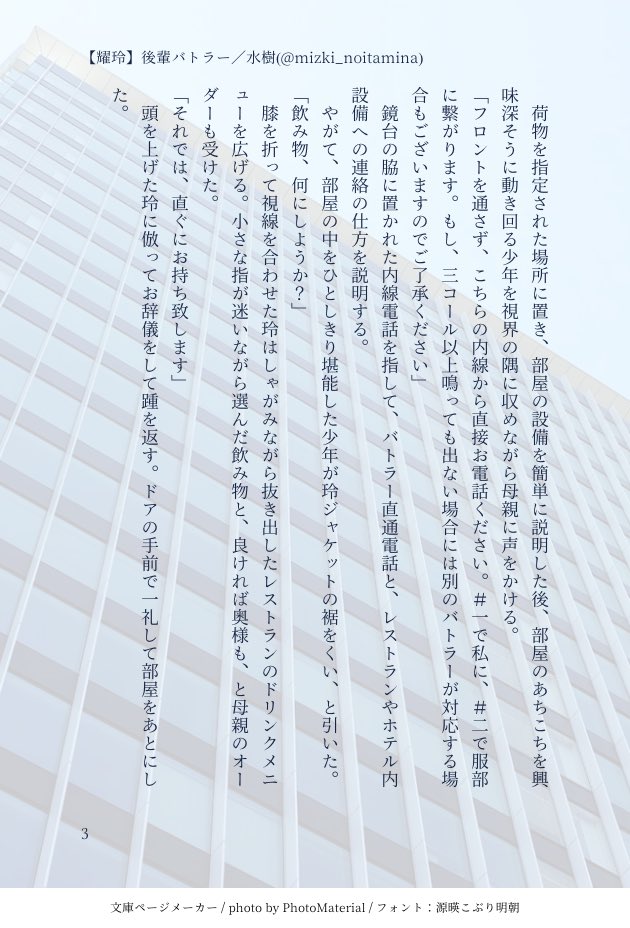 【耀玲】後輩バトラー／水樹(@mizki_noitamina)
　荷物を指定された場所に置き、部屋の設備を簡単に説明した後、部屋のあちこちを興
味深そうに動き回る少年を視界の隅に収めながら母親に声をかける。
「フロントを通さず、こちらの内線から直接お電話ください。＃一で私に、＃二で服部
に繋がります。もし、三コール以上鳴っても出ない場合には別のバトラーが対応する場
合もございますのでご了承ください」
　鏡台の脇に置かれた内線電話を指して、バトラー直通電話と、レストランやホテル内
設備への連絡の仕方を説明する。
　やがて、部屋の中をひとしきり堪能した少年が玲ジャケットの裾をくい、と引いた。
「飲み物、何にしようか？」
　膝を折って視線を合わせた玲はしゃがみながら抜き出したレストランのドリンクメニ
ューを広げる。小さな指が迷いながら選んだ飲み物と、良ければ奥様も、と母親のオー
ダーも受けた。
「それでは、直ぐにお持ち致します」
　頭を上げた玲に倣ってお辞儀をして踵を返す。ドアの手前で一礼して部屋をあとにし
た。
3
文庫ページメーカー / photo by PhotoMaterial / フォント：源暎こぶり明朝